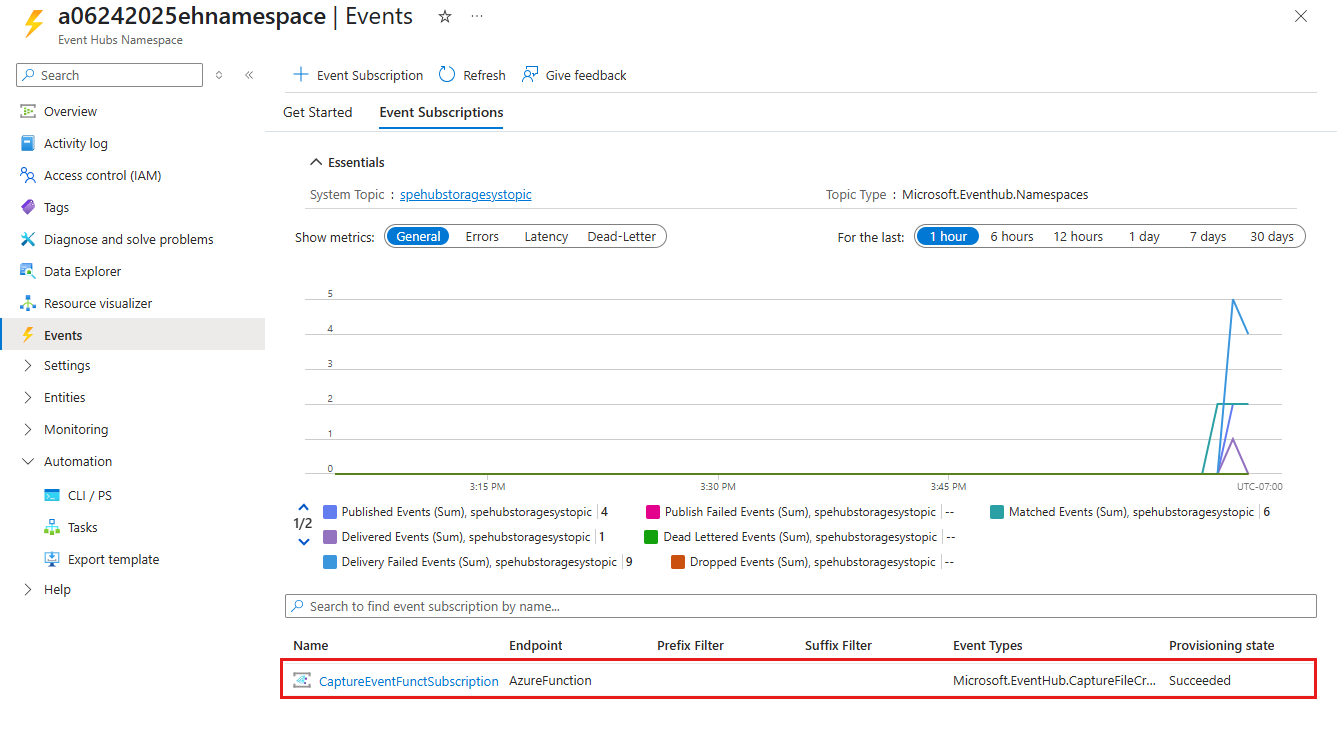 a06242025ehnamespace | Events
Event Hubs Namespace
Search
Overview
Activity log
Access control (IAM)
Tags
Diagnose and solve problems
Data Explorer
Resource visualizer
Events
Settings
Entities
Monitoring
Automation
CLI / PS
Tasks
Export template
Help
Event Subscription Refresh Give feedback
Get Started Event Subscriptions
Essentials
System Topic : spehubstoragesystopic Topic Type : Microsoft.Eventhub.Namespaces
Show metrics: General Errors Latency Dead-Letter For the last: 1 hour 6 hours 12 hours 1 day 7 days 30 days
5
4
3
2
1
0
3:15 PM 3:30 PM 3:45 PM UTC-07:00
1/2
Published Events (Sum), spehubstoragesystopic 4 Publish Failed Events (Sum), spehubstoragesystopic -- Matched Events (Sum), spehubstoragesystopic 6
Delivered Events (Sum), spehubstoragesystopic 1 Dead Lettered Events (Sum), spehubstoragesystopic --
Delivery Failed Events (Sum), spehubstoragesystopic 9 Dropped Events (Sum), spehubstoragesystopic --
Search to find event subscription by name...
Name Endpoint Prefix Filter Suffix Filter Event Types Provisioning state
CaptureEventFunctSubscription AzureFunction Microsoft.EventHub.CaptureFileCr... Succeeded